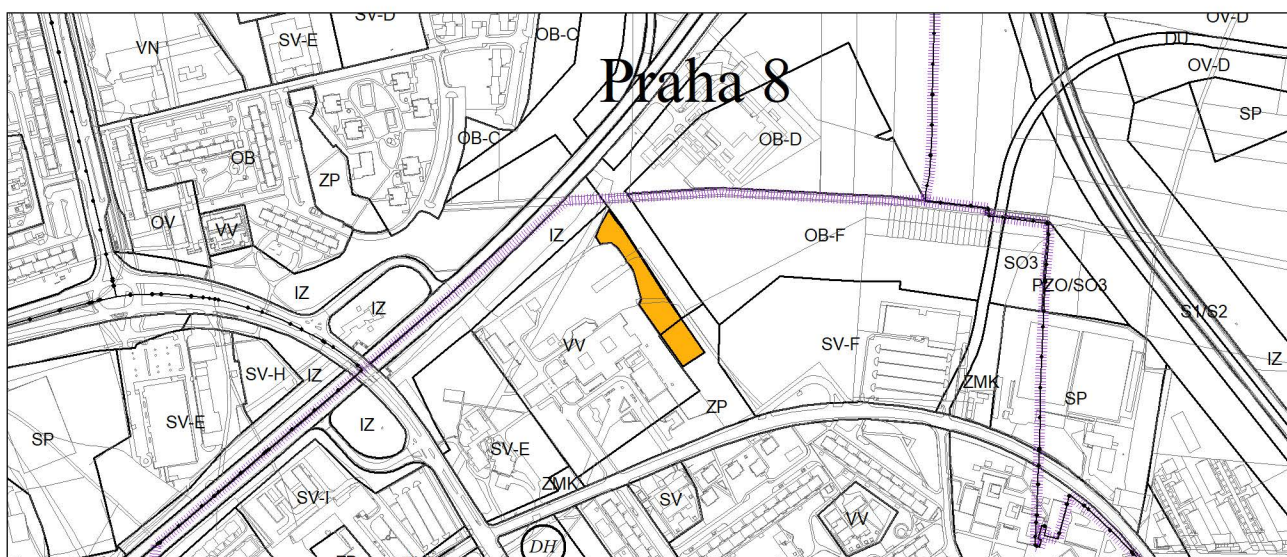 SV-D
OB-C
OV-D
VN
SV-E
DU
OV-D
Praha 8
SP
OB-C
OB-D
OB
ZP
OV
VV
IZ
OB-F
SO3
PZO/SO3
IZ
IZ
S1/S2
VV
SV-F
IZ
SV-H
IZ
ZMK
SP
ZP
IZ
SP
SV-E
SV-E
ZMK
SV
SV-I
VV
DH